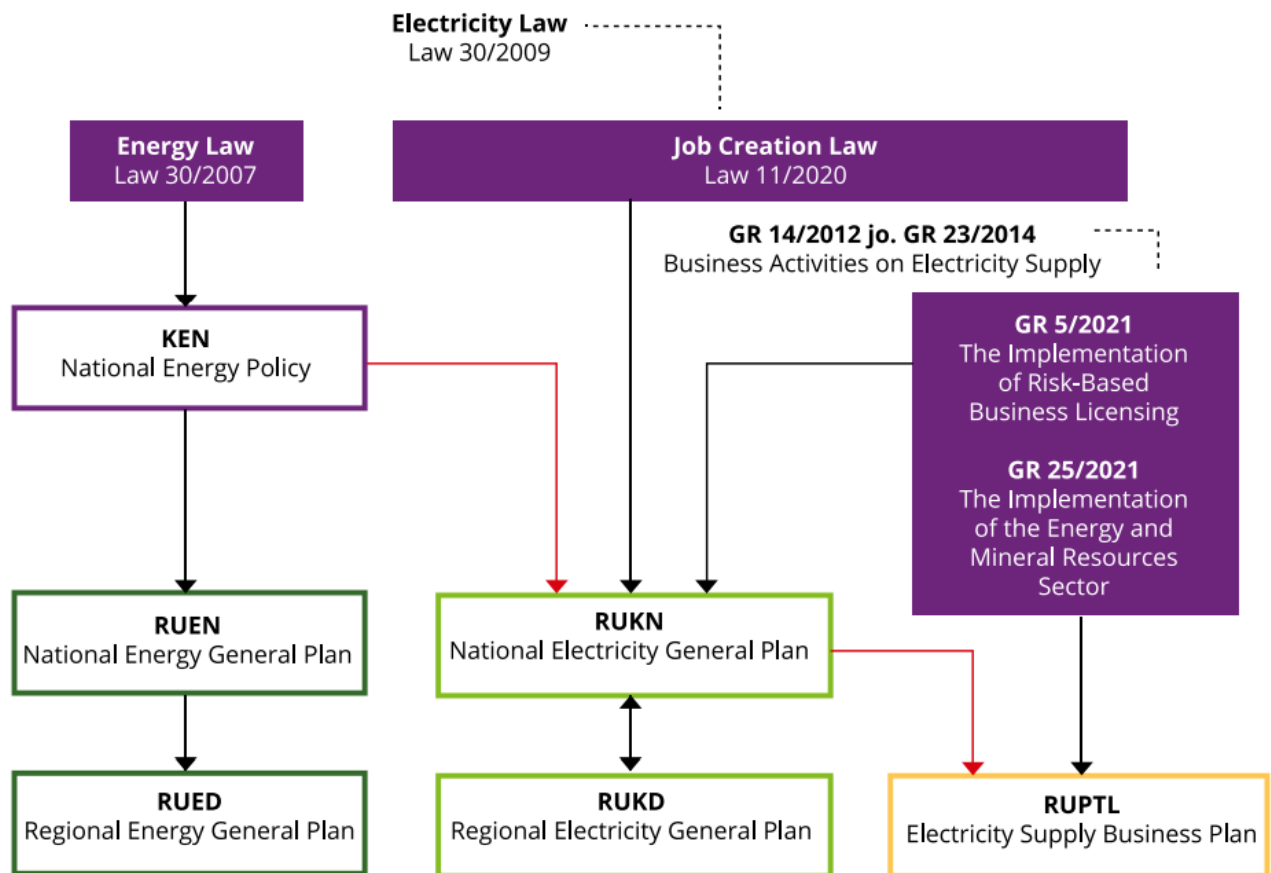 Electricity Law
Law 30/2009
Energy Law
Law 30/2007
Job Creation Law
Law 11/2020
GR 14/2012 jo. GR 23/2014
Business Activities on Electricity Supply
KEN
National Energy Policy
GR 5/2021
The Implementation
of Risk-Based
Business Licensing
GR 25/2021
The Implementation
of the Energy and
Mineral Resources
Sector
RUEN
National Energy General Plan
RUKN
National Electricity General Plan
RUED
Regional Energy General Plan
RUKD
Regional Electricity General Plan
RUPTL
Electricity Supply Business Plan